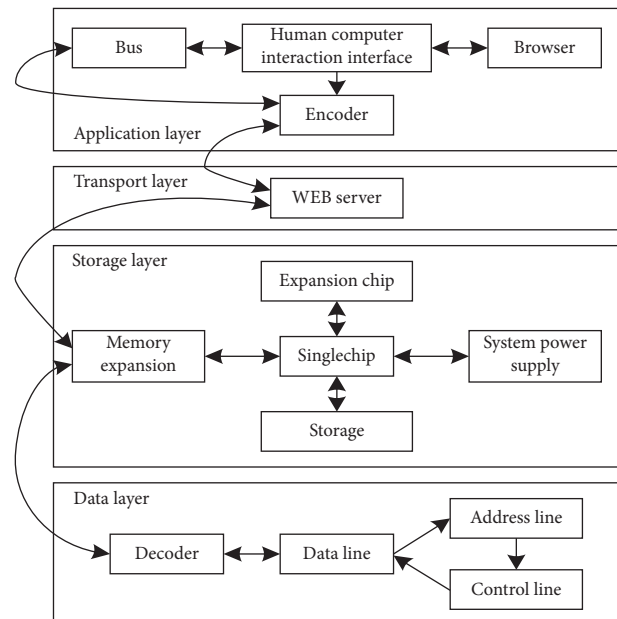 Bus
Human computer
interaction interface
Browser
Encoder
Application layer
Transport layer
WEB server
Storage layer
Expansion chip
Memory
expansion
Singlechip
System power
supply
Storage
Data layer
Address line
Decoder
Data line
Control line